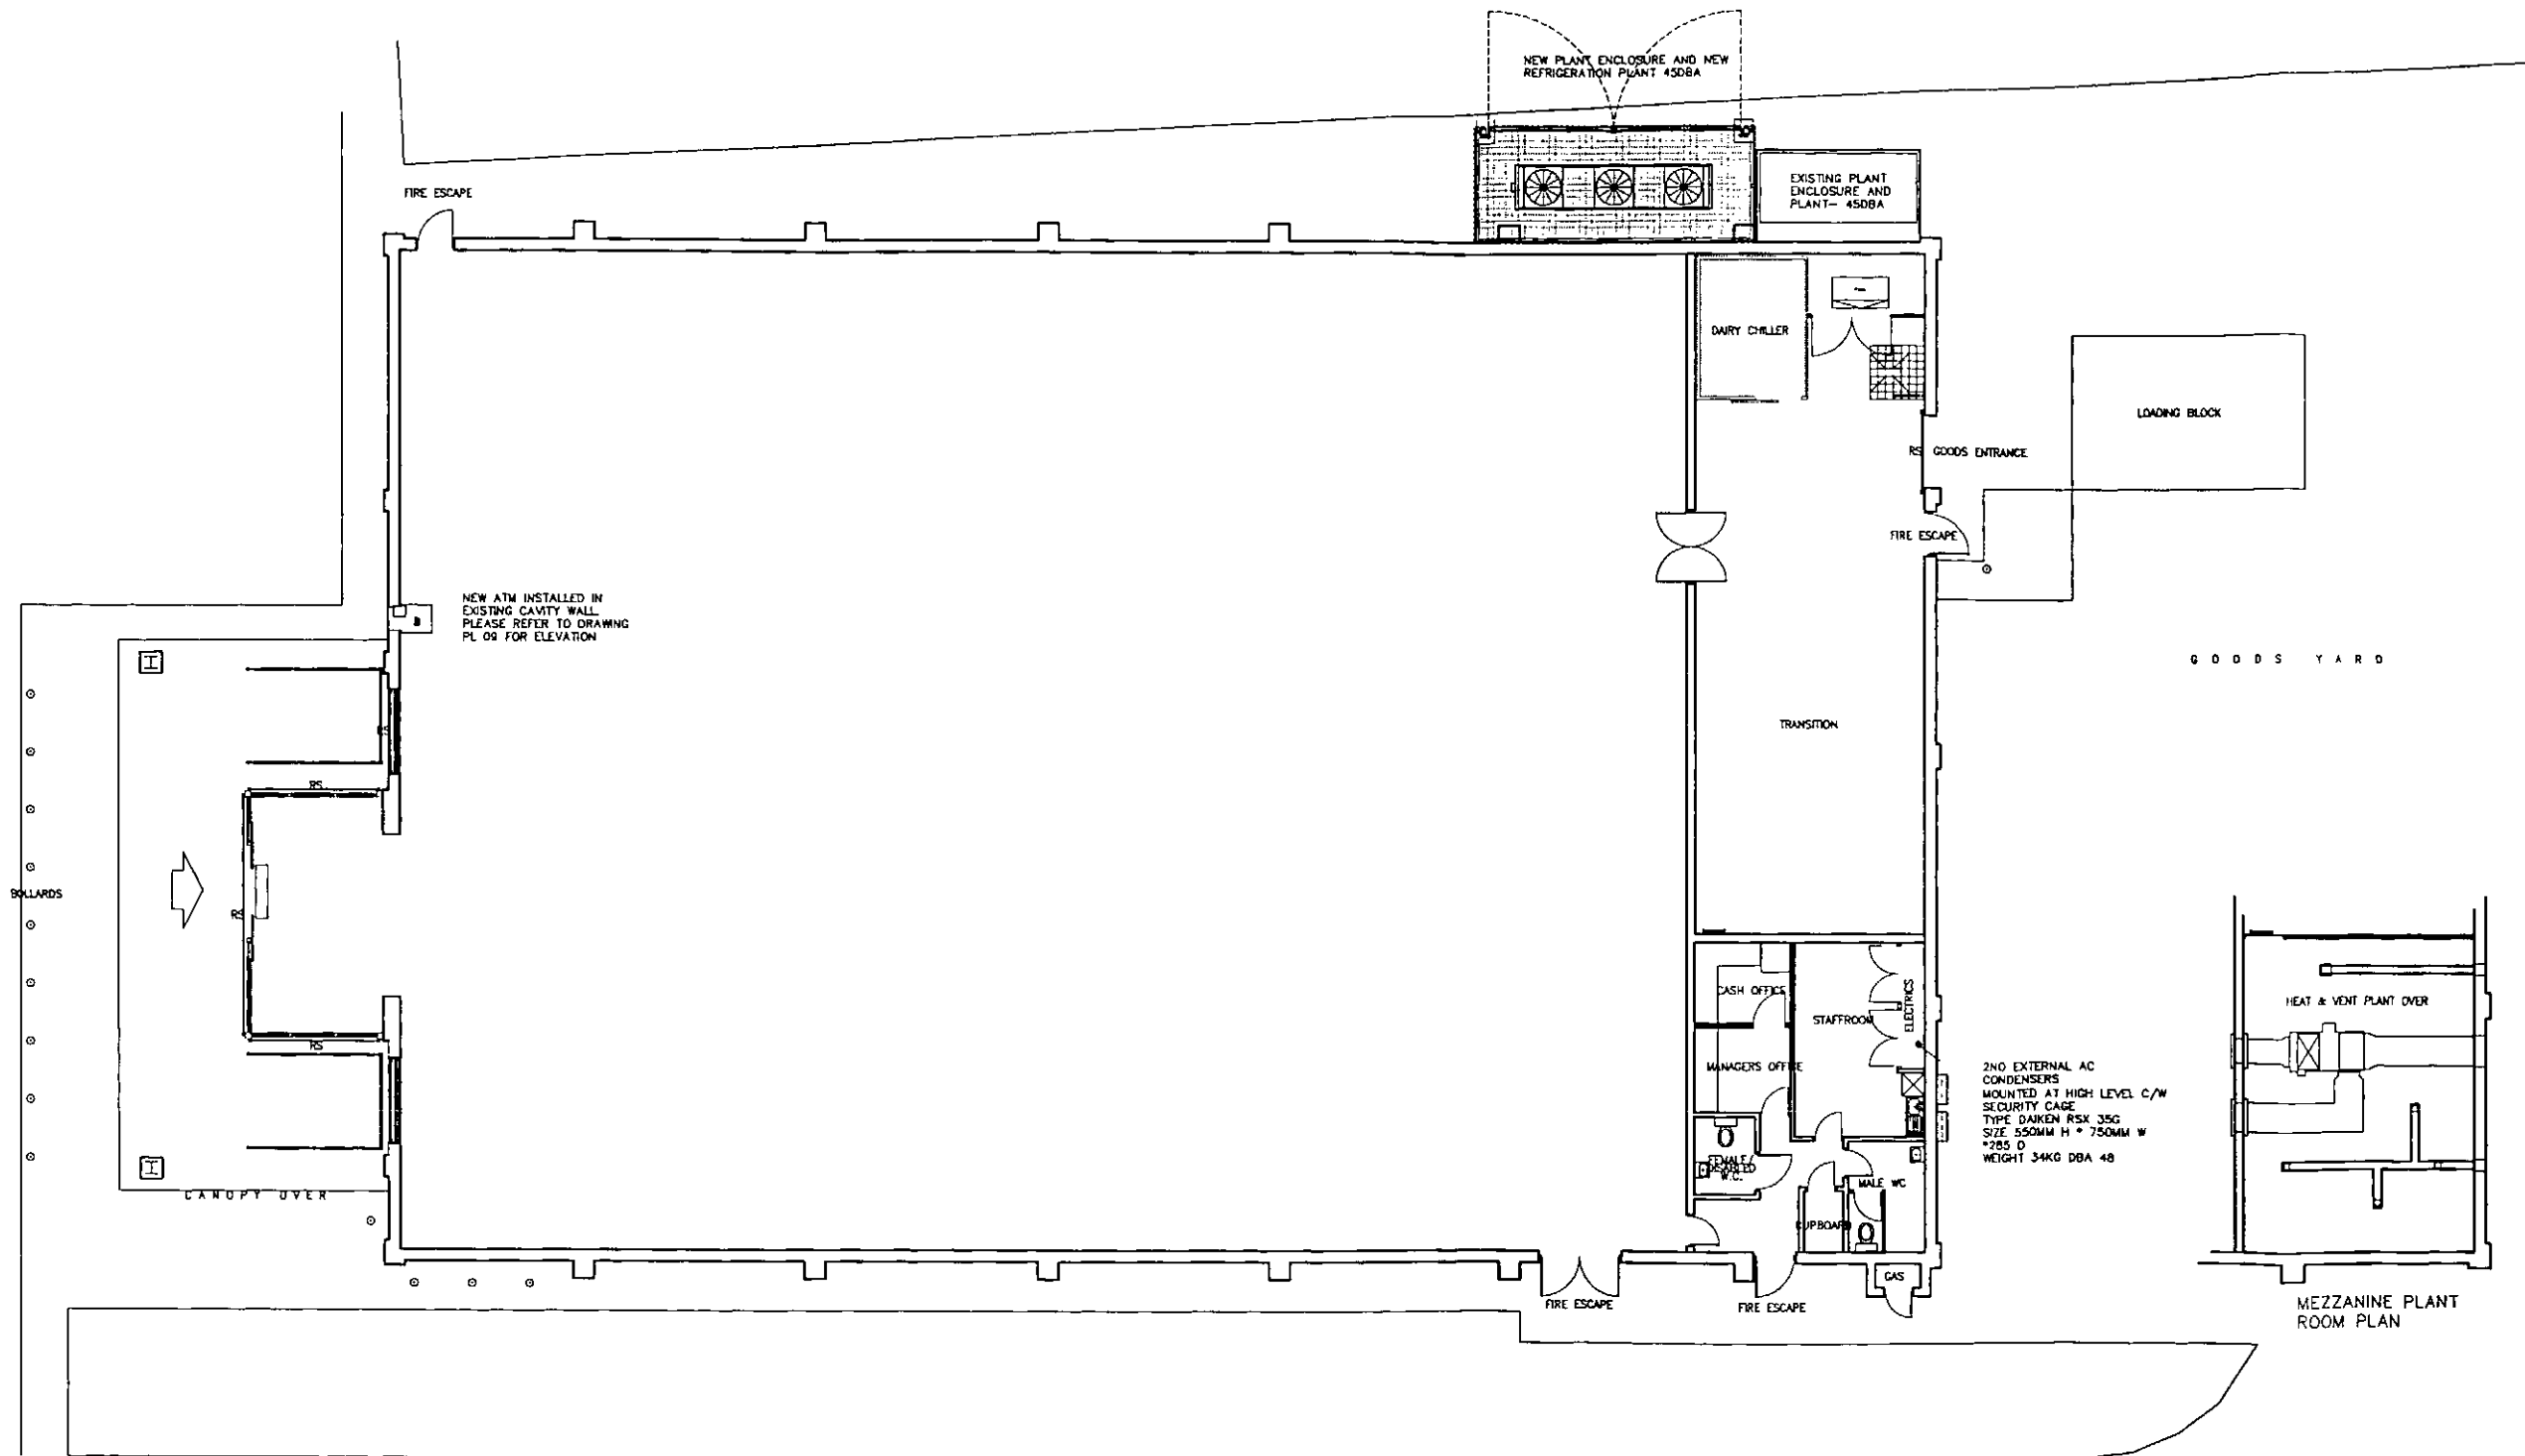 NEW PLANT ENCLOSURE AND NEW
REFRIGERATION PLANT 45DBA
FIRE ESCAPE
EXISTING PLANT
ENCLOSURE AND
PLANT- 45DBA
DAIRY CHILLER
LOADING BLOCK
RS GOODS ENTRANCE
FIRE ESCAPE
NEW ATM INSTALLED IN
EXISTING CAVITY WALL
PLEASE REFER TO DRAWING
PL 09 FOR ELEVATION
GOODS YARD
RS
TRANSITION
RS
BOLLARDS
RS
CASH OFFICE
STAFFROOM
ELECTRICS
HEAT & VENT PLANT OVER
RS
MANAGERS OFFICE
2NO EXTERNAL AC
CONDENSERS
MOUNTED AT HIGH LEVEL C/W
SECURITY CAGE
TYPE DAIKEN RSX 35G
SIZE 550MM H * 750MM W
*285 D
WEIGHT 34KG DBA 48
FEMALE/
DISABLED
W.C.
MALE WC
CANOPY OVER
CUPBOARD
GAS
FIRE ESCAPE
FIRE ESCAPE
MEZZANINE PLANT
ROOM PLAN